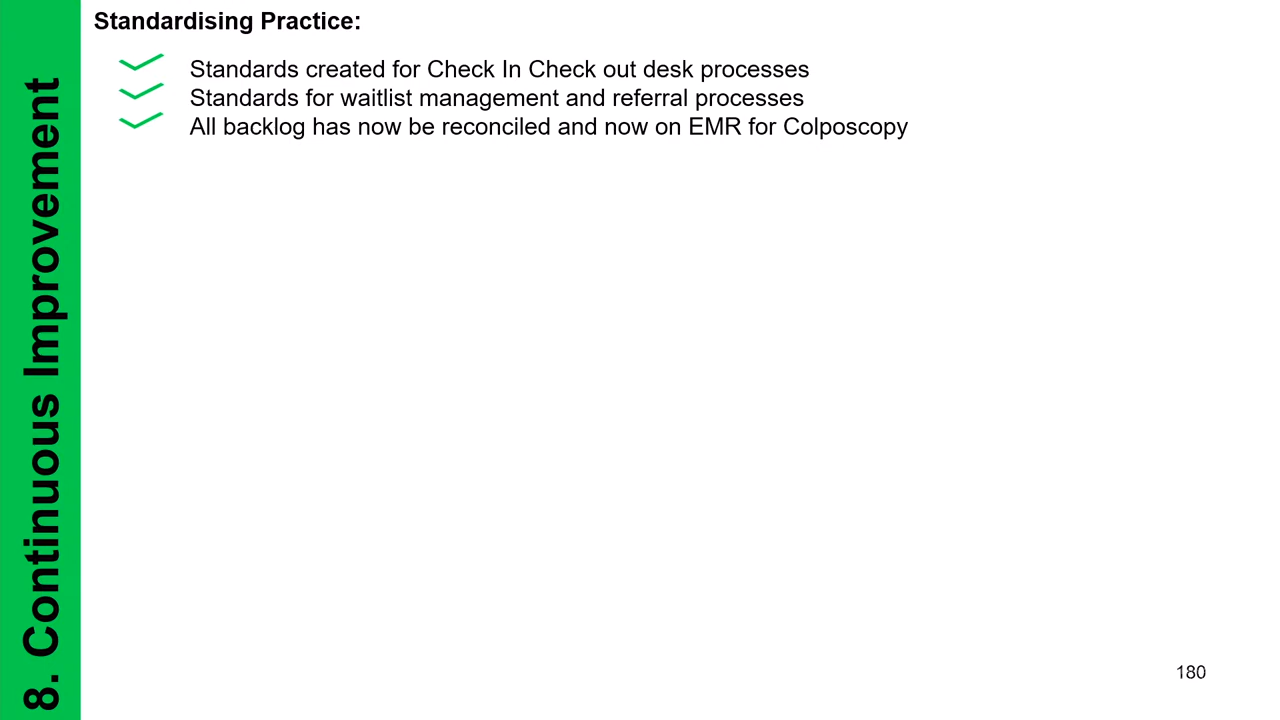 8. Continuous Improvement
Standardising Practice:
Standards created for Check In Check out desk processes
Standards for waitlist management and referral processes
All backlog has now be reconciled and now on EMR for Colposcopy
180